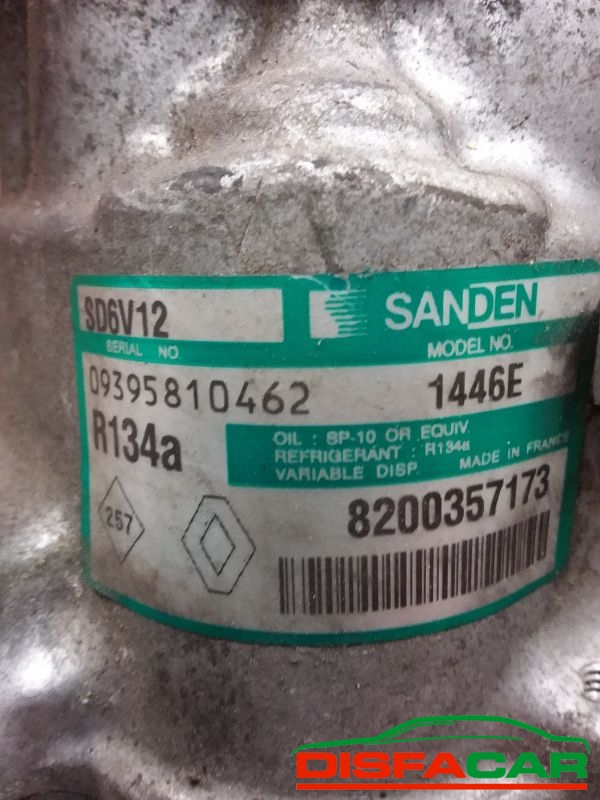 SD6V12
SANDEN
SERIAL NO.
MODEL NO.
09395810462
1446E
R134a
OIL : SP-10 OR EQUIV.
REFRIGERANT : R134a
VARIABLE DISP.
MADE IN FRANCE
257
8200357173
DISFACAR